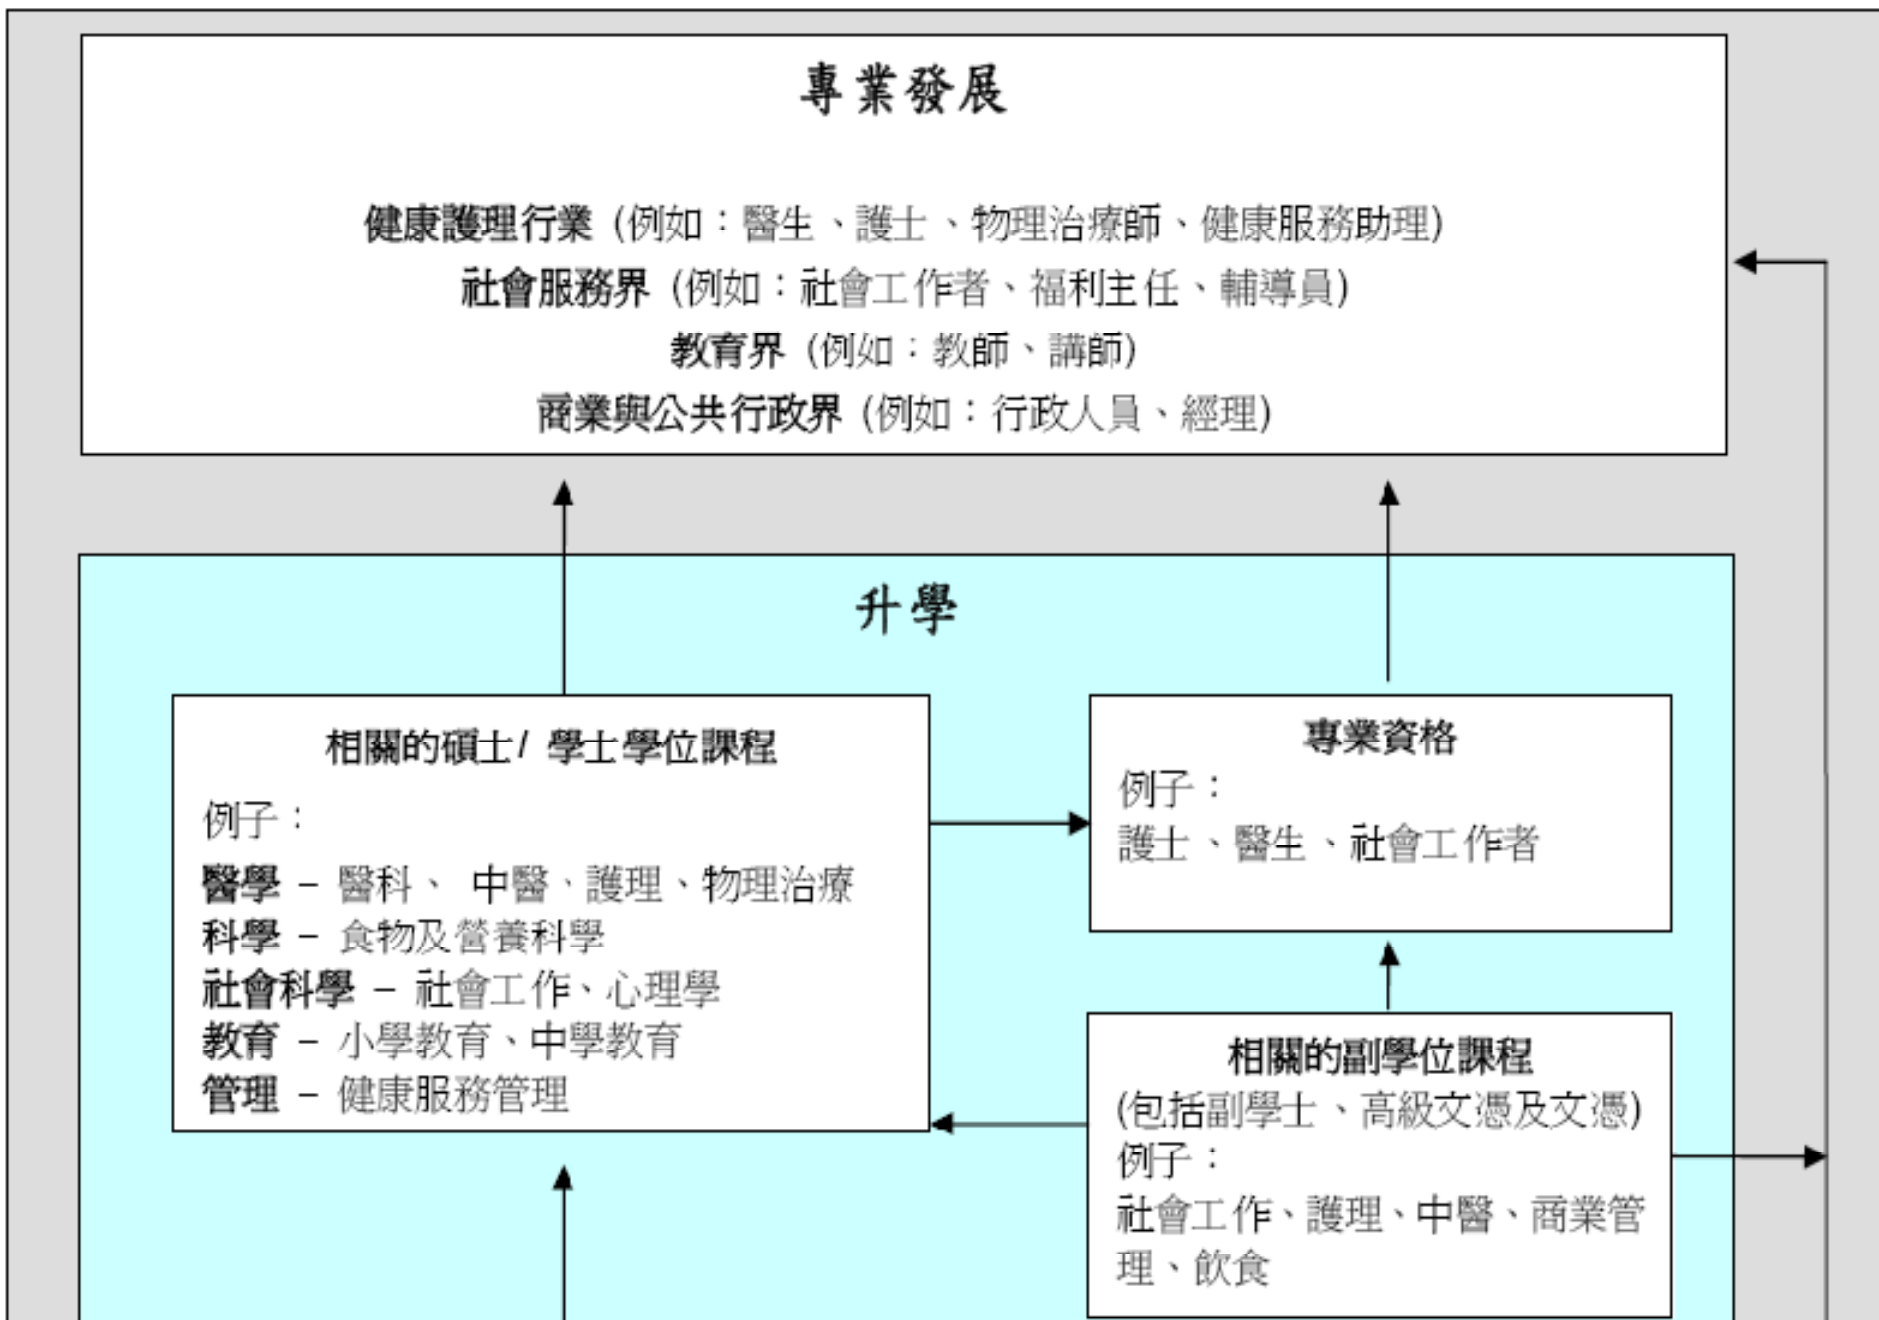 專業發展
健康護理行業 (例如：醫生、護士、物理治療師、健康服務助理)
社會服務界 (例如：社會工作者、福利主任、輔導員)
教育界 (例如：教師、講師)
商業與公共行政界 (例如：行政人員、經理)
升學
相關的碩士/ 學士學位課程
例子：
醫學 – 醫科、 中醫、護理、物理治療
科學 – 食物及營養科學
社會科學 – 社會工作、心理學
教育 – 小學教育、中學教育
管理 – 健康服務管理
專業資格
例子：
護士、醫生、社會工作者
相關的副學位課程
(包括副學士、高級文憑及文憑)
例子：
社會工作、護理、中醫、商業管
理、飲食